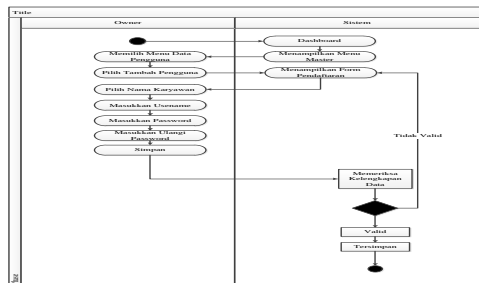 Title
Owner
Sistem
Dashboard
Memilih Menu Data
Pengguna
Menampilkan Menu
Master
Pilih Tambah Pengguna
Menampilkan Form
Pendaftaran
Pilih Nama Karyawan
Masukkan Usename
Masukkan Password
Masukkan Ulangi
Password
Simpan
Tidak Valid
Memeriksa
Kelengkapan
Data
Valid
Tersimpan